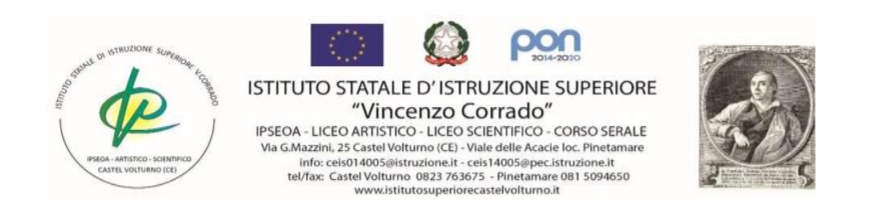 ISTITUTO STATALE DI ISTRUZIONE SUPERIORE V.CORRADO
IPSEOA - ARTISTICO - SCIENTIFICO
CASTEL VOLTURNO (CE)
pon
2014-2020
ISTITUTO STATALE D'ISTRUZIONE SUPERIORE
"Vincenzo Corrado"
IPSEOA - LICEO ARTISTICO - LICEO SCIENTIFICO - CORSO SERALE
Via G.Mazzini, 25 Castel Volturno (CE) - Viale delle Acacie loc. Pinetamare
info: ceis014005@istruzione.it - ceis14005@pec.istruzione.it
tel/fax: Castel Volturno 0823 763675 - Pinetamare 081 5094650
www.istitutosuperiorecastelvolturno.it